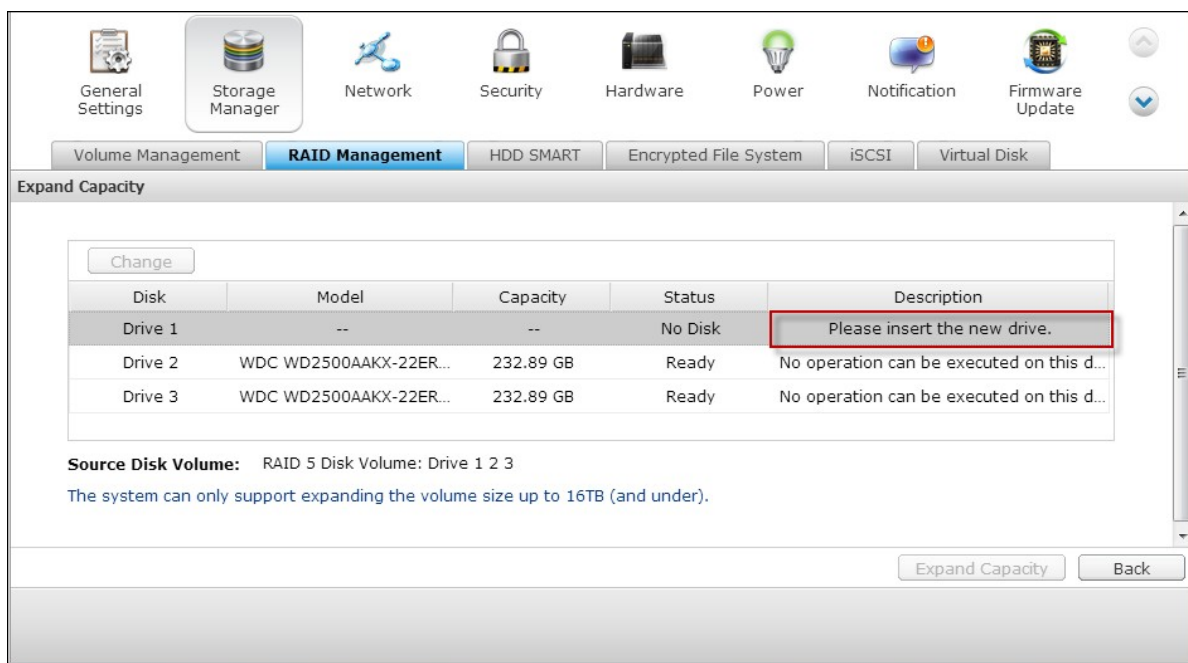 General Settings
Storage Manager
Network
Security
Hardware
Power
Notification
Firmware Update
Volume Management
RAID Management
HDD SMART
Encrypted File System
iSCSI
Virtual Disk
Expand Capacity
Change
Disk Model Capacity Status Description
Drive 1 -- -- No Disk Please insert the new drive.
Drive 2 WDC WD2500AAKX-22ER... 232.89 GB Ready No operation can be executed on this d...
Drive 3 WDC WD2500AAKX-22ER... 232.89 GB Ready No operation can be executed on this d...
Source Disk Volume: RAID 5 Disk Volume: Drive 1 2 3
The system can only support expanding the volume size up to 16TB (and under).
Expand Capacity
Back